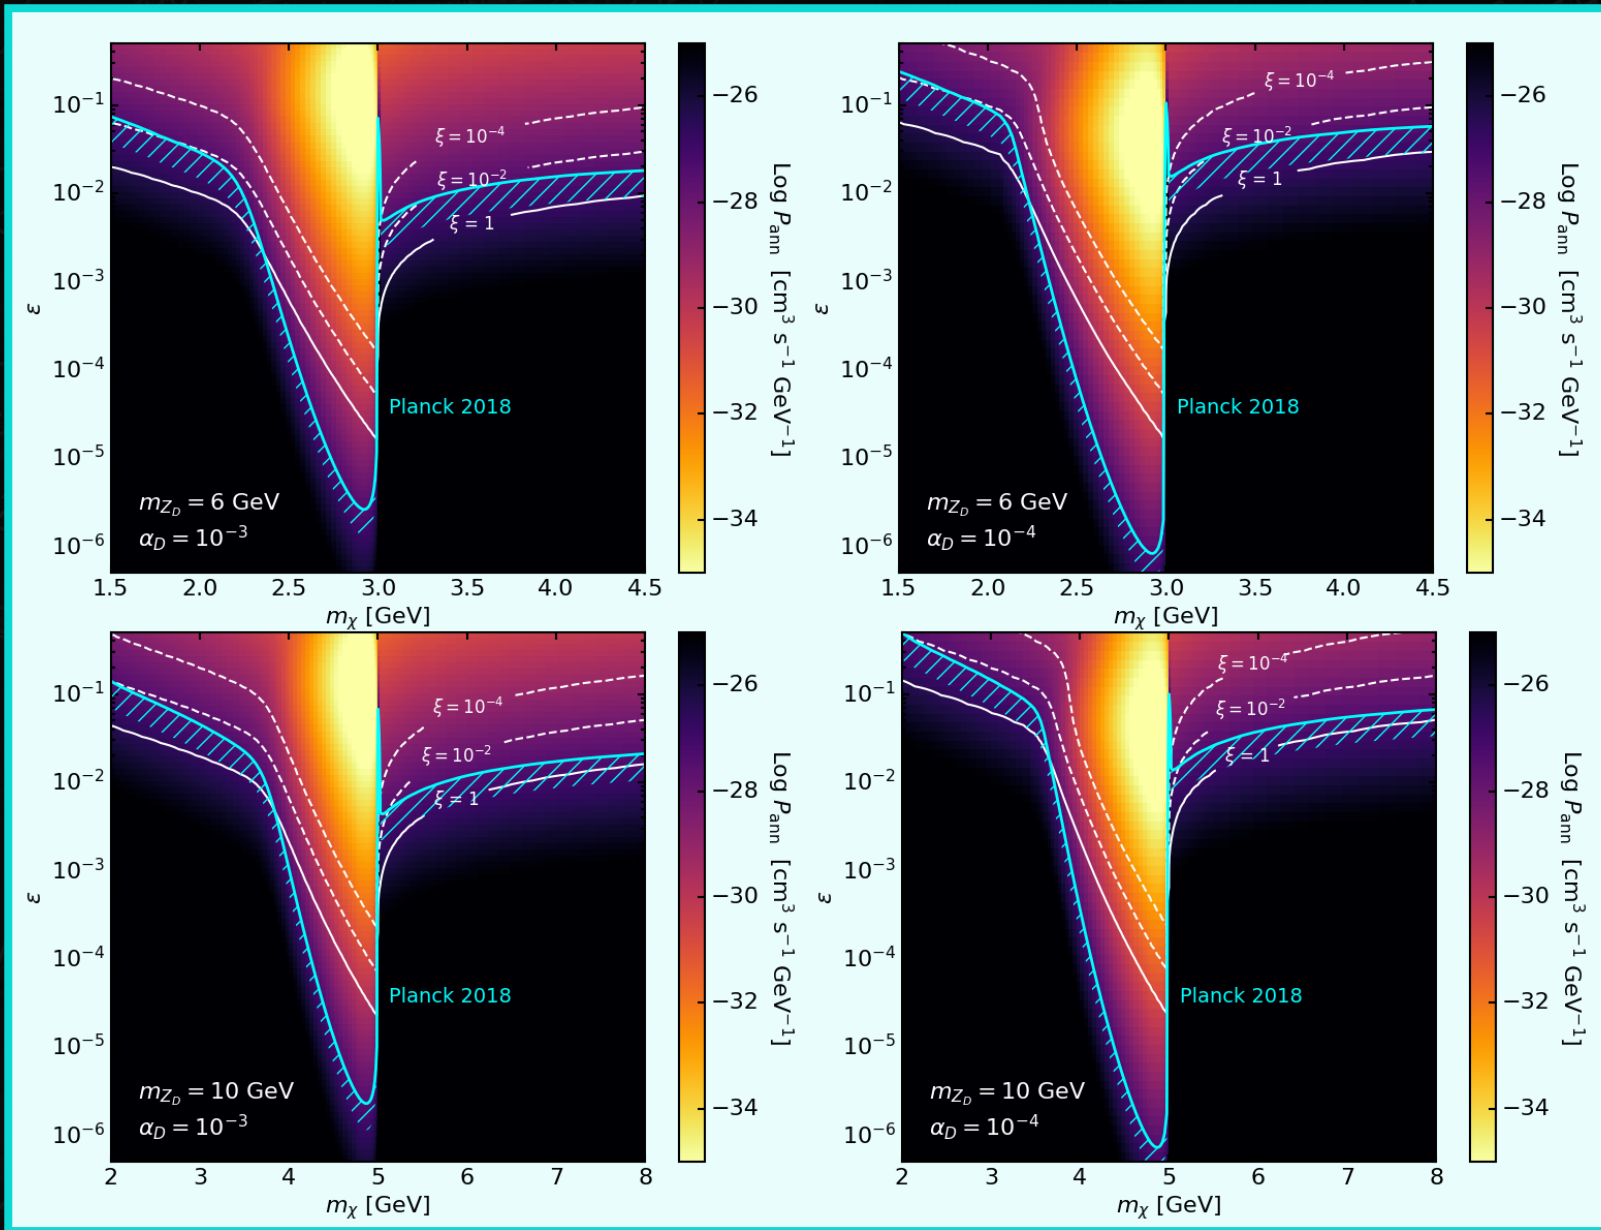 10⁻¹
10⁻²
10⁻³
10⁻⁴
10⁻⁵
10⁻⁶
ε
ξ = 10⁻⁴
ξ = 10⁻²
ξ = 1
Planck 2018
m_{Z_D} = 6 GeV
α_D = 10⁻³
1.5 2.0 2.5 3.0 3.5 4.0 4.5
m_χ [GeV]
−26
−28
−30
−32
−34
Log P_ann [cm³ s⁻¹ GeV⁻¹]
10⁻¹
10⁻²
10⁻³
10⁻⁴
10⁻⁵
10⁻⁶
ε
ξ = 10⁻⁴
ξ = 10⁻²
ξ = 1
Planck 2018
m_{Z_D} = 6 GeV
α_D = 10⁻⁴
1.5 2.0 2.5 3.0 3.5 4.0 4.5
m_χ [GeV]
−26
−28
−30
−32
−34
Log P_ann [cm³ s⁻¹ GeV⁻¹]
10⁻¹
10⁻²
10⁻³
10⁻⁴
10⁻⁵
10⁻⁶
ε
ξ = 10⁻⁴
ξ = 10⁻²
ξ = 1
Planck 2018
m_{Z_D} = 10 GeV
α_D = 10⁻³
2 3 4 5 6 7 8
m_χ [GeV]
−26
−28
−30
−32
−34
Log P_ann [cm³ s⁻¹ GeV⁻¹]
10⁻¹
10⁻²
10⁻³
10⁻⁴
10⁻⁵
10⁻⁶
ε
ξ = 10⁻⁴
ξ = 10⁻²
ξ = 1
Planck 2018
m_{Z_D} = 10 GeV
α_D = 10⁻⁴
2 3 4 5 6 7 8
m_χ [GeV]
−26
−28
−30
−32
−34
Log P_ann [cm³ s⁻¹ GeV⁻¹]